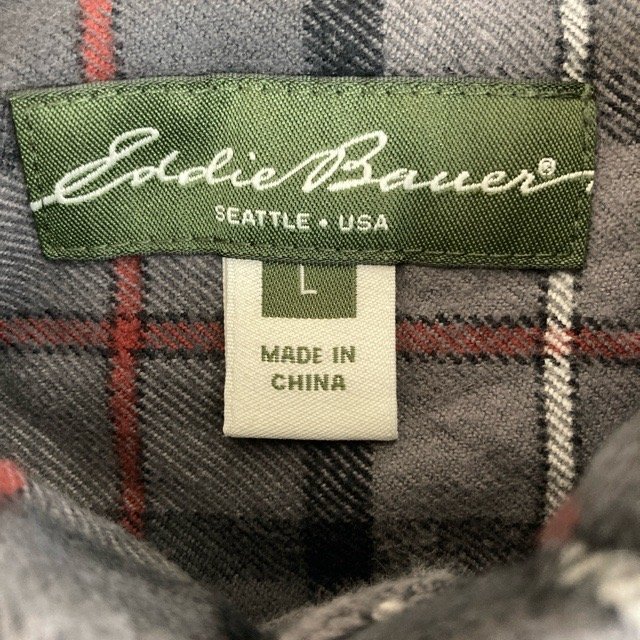 Eddie Bauer®
SEATTLE • USA
L
MADE IN
CHINA